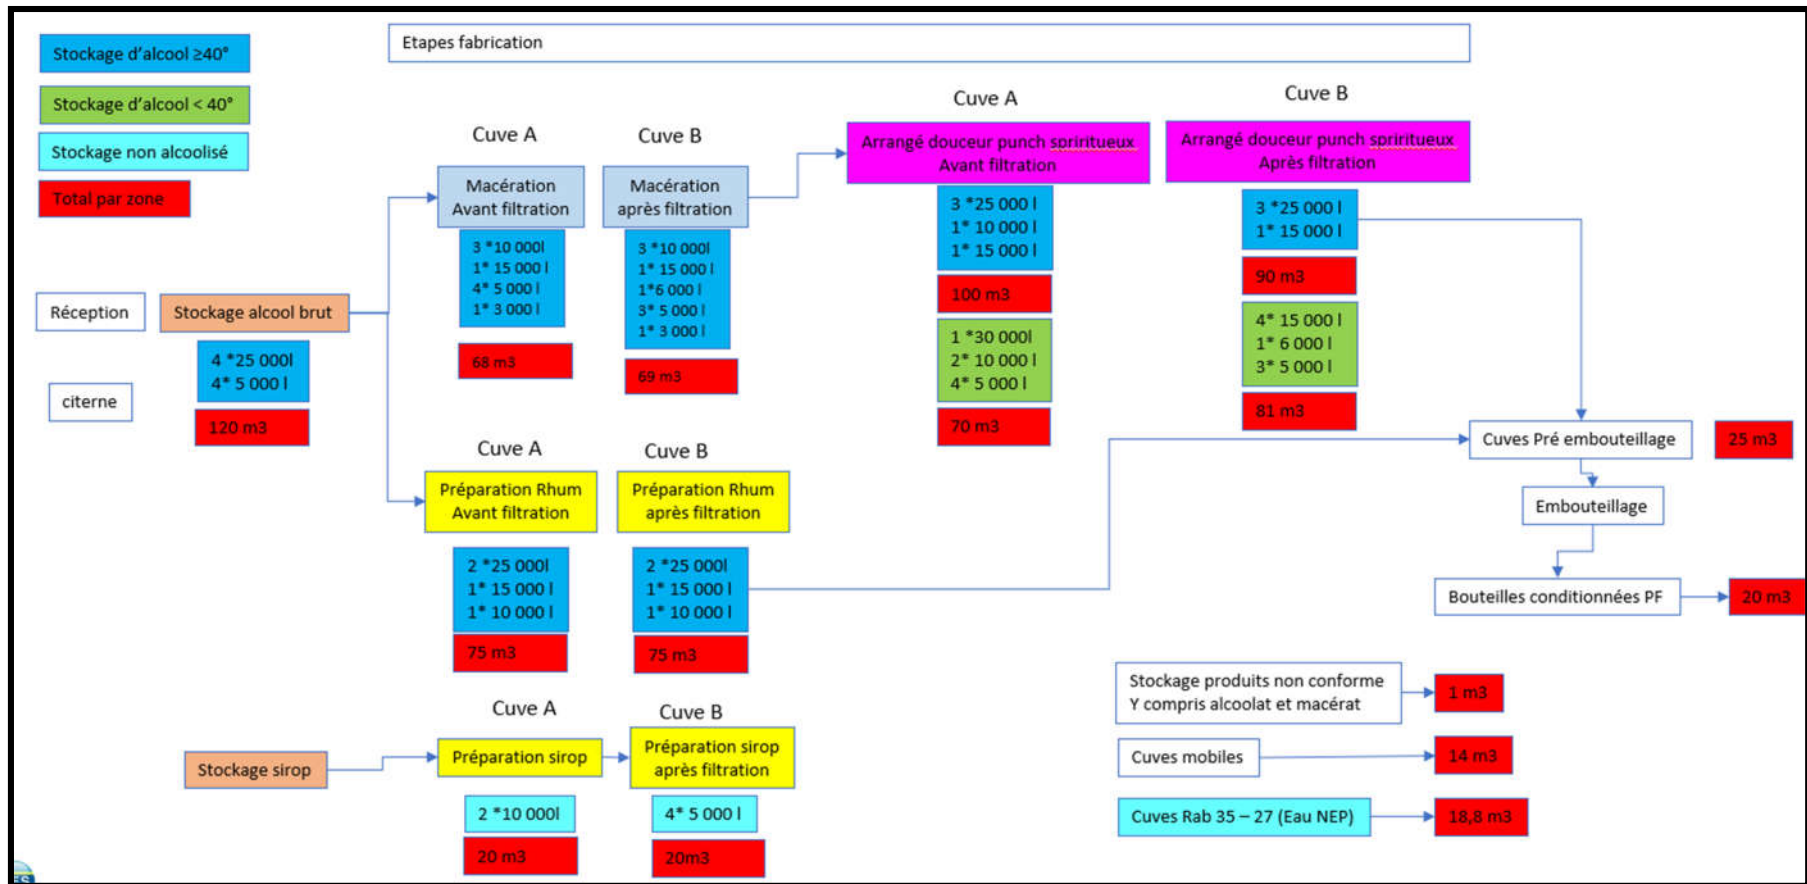 Stockage d'alcool ≥40°
Stockage d'alcool < 40°
Stockage non alcoolisé
Total par zone
Etapes fabrication
Réception
citerne
Stockage alcool brut
4 *25 000l
4* 5 000 l
120 m3
Cuve A
Macération
Avant filtration
3 *10 000l
1* 15 000 l
4* 5 000 l
1* 3 000 l
68 m3
Cuve B
Macération
après filtration
3 *10 000l
1* 15 000 l
1*6 000 l
3* 5 000 l
1* 3 000 l
69 m3
Cuve A
Arrangé douceur punch spriritueux
Avant filtration
3 *25 000 l
1* 10 000 l
1* 15 000 l
100 m3
1 *30 000l
2* 10 000 l
4* 5 000 l
70 m3
Cuve B
Arrangé douceur punch spriritueux
Après filtration
3 *25 000 l
1* 15 000 l
90 m3
4* 15 000 l
1* 6 000 l
3* 5 000 l
81 m3
Cuve A
Préparation Rhum
Avant filtration
2 *25 000l
1* 15 000 l
1* 10 000 l
75 m3
Cuve B
Préparation Rhum
après filtration
2 *25 000l
1* 15 000 l
1* 10 000 l
75 m3
Cuves Pré embouteillage
25 m3
Embouteillage
Bouteilles conditionnées PF
20 m3
Stockage sirop
Cuve A
Préparation sirop
2 *10 000l
20 m3
Cuve B
Préparation sirop
après filtration
4* 5 000 l
20m3
Stockage produits non conforme
Y compris alcoolat et macérat
1 m3
Cuves mobiles
14 m3
Cuves Rab 35 – 27 (Eau NEP)
18,8 m3